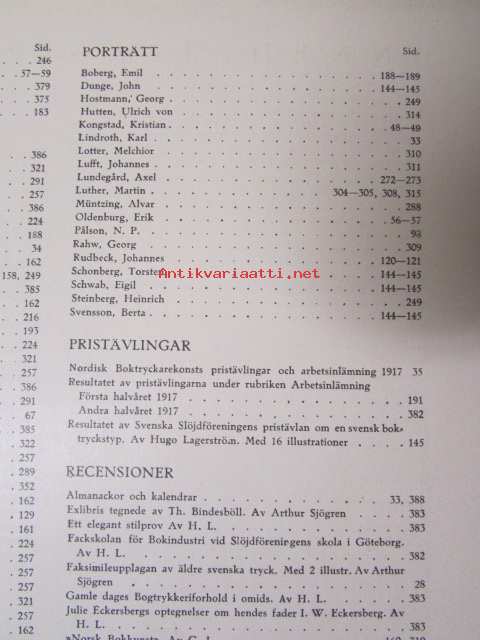 Sid.
. . . 246
. . 57—59
. . . 379
. . . 375
. . . 183
. . . 386
. . . 321
. . . 291
. . . 257
. . . 386
. . . 224
. . . 188
. . . 34
. . . 162
158, 249
. . . 385
. . . 162
. . . 216
. . . 193
. . . 224
. . . 321
. . . 257
. . . 386
. . . 291
. . . 67
. . . 385
. . . 322
. . . 257
. . . 289
. . . 352
. . . 162
. . . 129
. . . 161
. . . 224
. . . 257
. . . 257
. . . 257
. . . 321
. . . 257
. . . 162
PORTRÄTT Sid.
Boberg, Emil . . . 188—189
Dunge, John . . . 144—145
Hostmann, Georg . . . 249
Hutten, Ulrich von . . . 314
Kongstad, Kristian . . . 48—49
Lindroth, Karl . . . 33
Lotter, Melchior . . . 310
Lufft, Johannes . . . 311
Lundegård, Axel . . . 272—273
Luther, Martin . . . 304—305, 308, 315
Müntzing, Alvar . . . 288
Oldenburg, Erik . . . 56—57
Pålson, N. P. . . . 98
Rahw, Georg . . . 309
Rudbeck, Johannes . . . 120—121
Schonberg, Torsten . . . 144—145
Schwab, Eigil . . . 144—145
Steinberg, Heinrich . . . 249
Svensson, Berta . . . 144—145
Antikvariaatti.net
PRISTÄVLINGAR
Nordisk Boktryckarekonsts pristävlingar och arbetsinlämning 1917 35
Resultatet av pristävlingarna under rubriken Arbetsinlämning
Första halvåret 1917 . . . 191
Andra halvåret 1917 . . . 382
Resultatet av Svenska Slöjdföreningens pristävlan om en svensk bok-
tryckstyp. Av Hugo Lagerström. Med 16 illustrationer . . . 145
RECENSIONER
Almanackor och kalendrar . . . 33, 388
Exlibris tegnede av Th. Bindesböll. Av Arthur Sjögren . . . 383
Ett elegant stilprov Av H. L. . . . 383
Fackskolan för Bokindustri vid Slöjdföreningens skola i Göteborg.
Av H. L. . . . 382
Faksimileupplagan av äldre svenska tryck. Med 2 illustr. Av Arthur
Sjögren . . . 28
Gamle dages Bogtrykkeriforhold i omids. Av H. L. . . . 383
Julie Eckersbergs optegnelser om hendes fader I. W. Eckersberg. Av
H. L. . . . 383
»Norsk Bokkunst«. Av